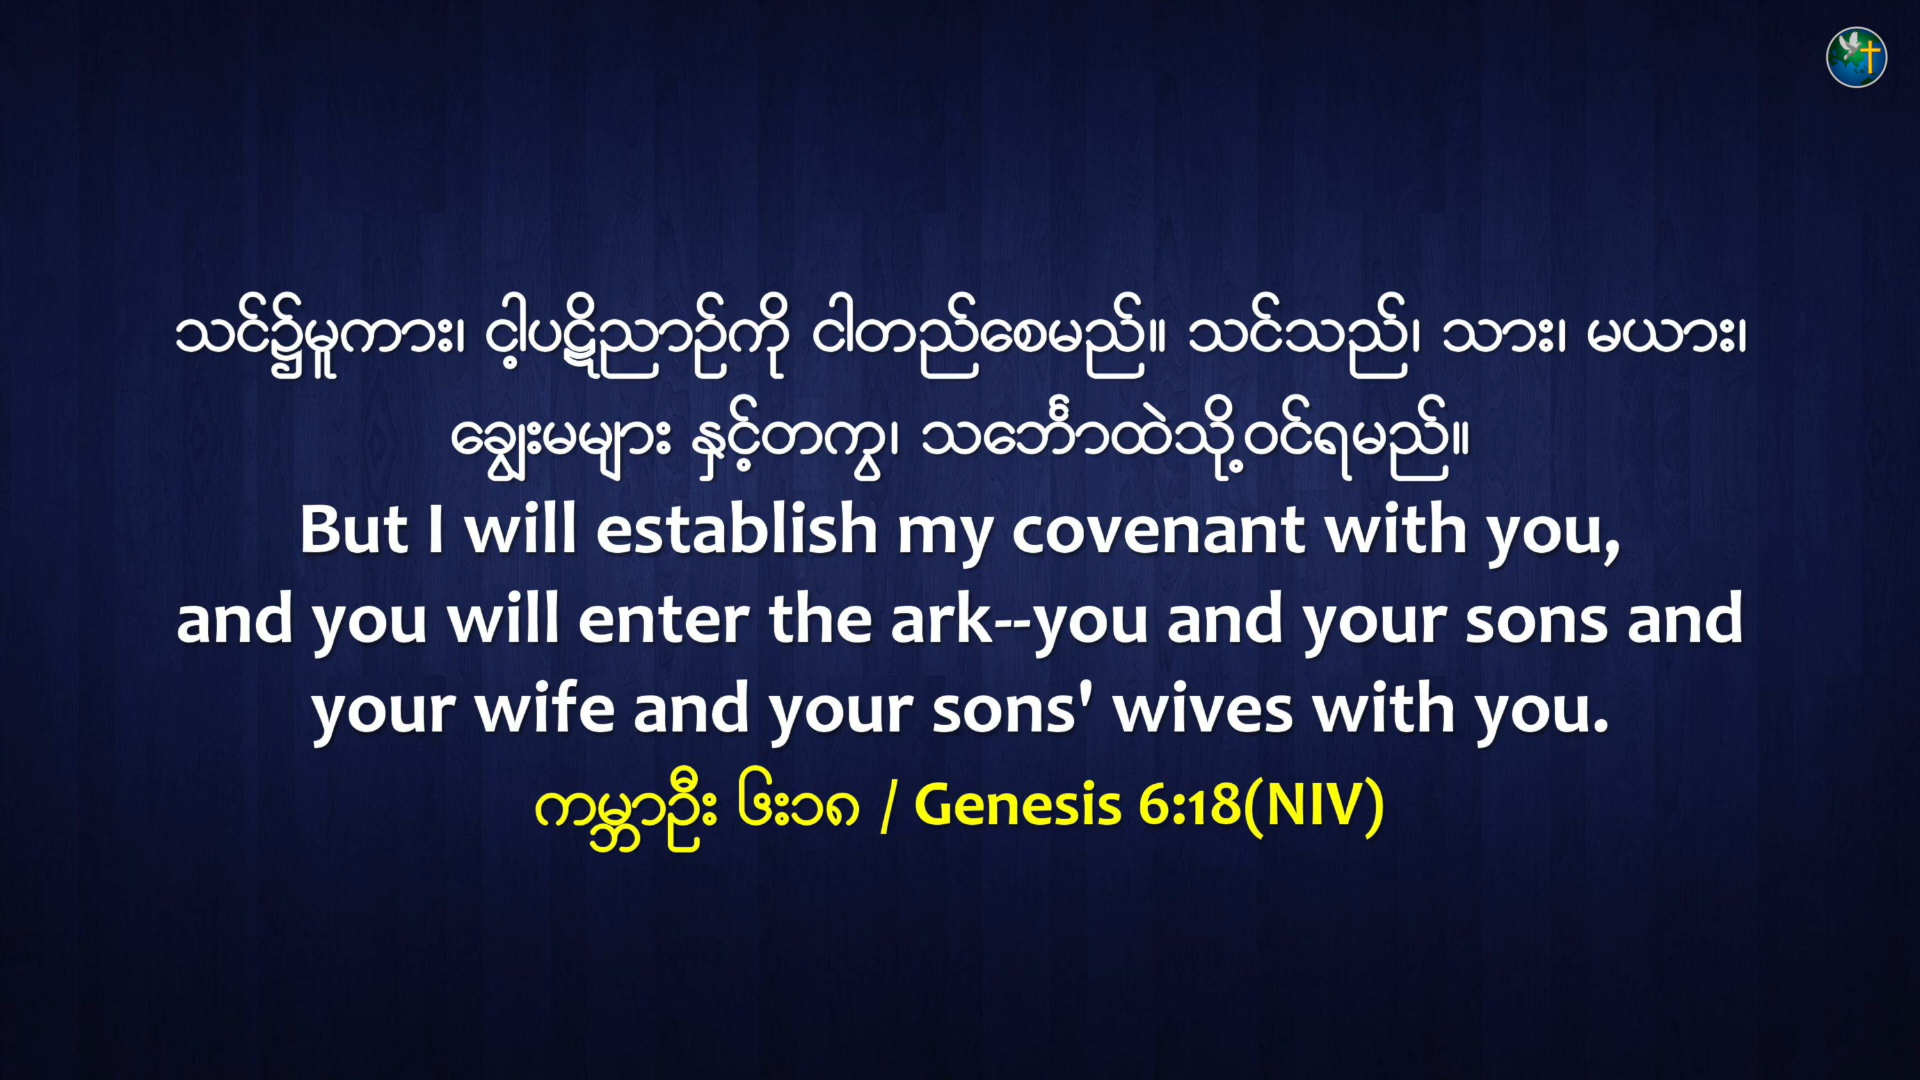 သင်၌မူကား၊ ငါ့ပဋိညာဉ်ကို ငါတည်စေမည်။ သင်သည်၊ သား၊ မယား၊
ချွေးမများ နှင့်တကွ၊ သင်္ဘောထဲသို့ဝင်ရမည်။
But I will establish my covenant with you,
and you will enter the ark--you and your sons and
your wife and your sons' wives with you.
ကမ္ဘာဦး ၆း၁၈ / Genesis 6:18(NIV)